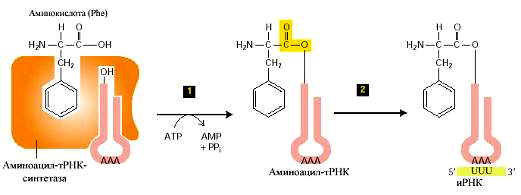 Аминокислота (Phe)
H O
H₂N—C—C—OH
CH₂
OH
AAA
Аминоацил-тРНК-
синтетаза
1
ATP
AMP
+ PPᵢ
H O
H₂N—C—C—O
CH₂
AAA
Аминоацил-тРНК
2
H
H₂N—C—C—O
CH₂
AAA
5' UUU 3'
иРНК